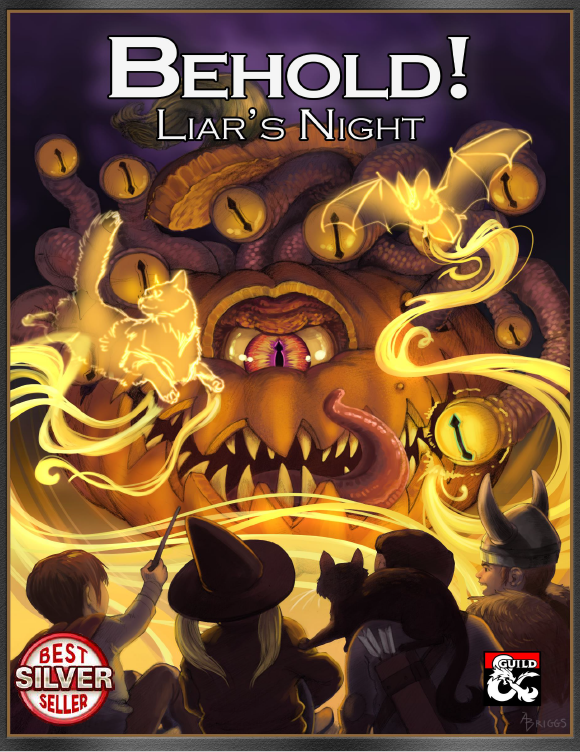 BEHOLD!
LIAR'S NIGHT
BEST
SILVER
SELLER
GUILD
ABRIGGS